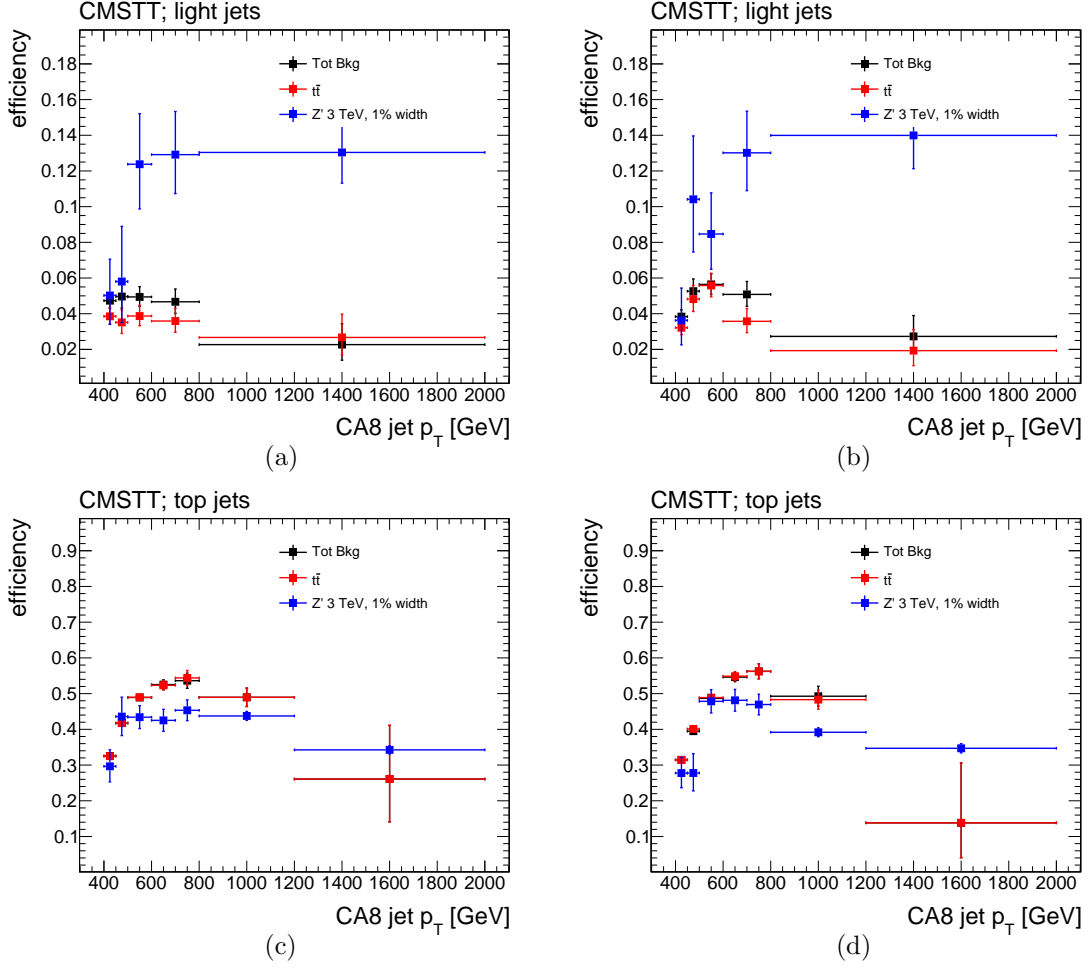 CMSTT; light jets
efficiency
0.18
0.16
0.14
0.12
0.1
0.08
0.06
0.04
0.02
Tot Bkg
tt̄
Z' 3 TeV, 1% width
400 600 800 1000 1200 1400 1600 1800 2000
CA8 jet p_T [GeV]
(a)
CMSTT; light jets
efficiency
0.18
0.16
0.14
0.12
0.1
0.08
0.06
0.04
0.02
Tot Bkg
tt̄
Z' 3 TeV, 1% width
400 600 800 1000 1200 1400 1600 1800 2000
CA8 jet p_T [GeV]
(b)
CMSTT; top jets
efficiency
0.9
0.8
0.7
0.6
0.5
0.4
0.3
0.2
0.1
Tot Bkg
tt̄
Z' 3 TeV, 1% width
400 600 800 1000 1200 1400 1600 1800 2000
CA8 jet p_T [GeV]
(c)
CMSTT; top jets
efficiency
0.9
0.8
0.7
0.6
0.5
0.4
0.3
0.2
0.1
Tot Bkg
tt̄
Z' 3 TeV, 1% width
400 600 800 1000 1200 1400 1600 1800 2000
CA8 jet p_T [GeV]
(d)